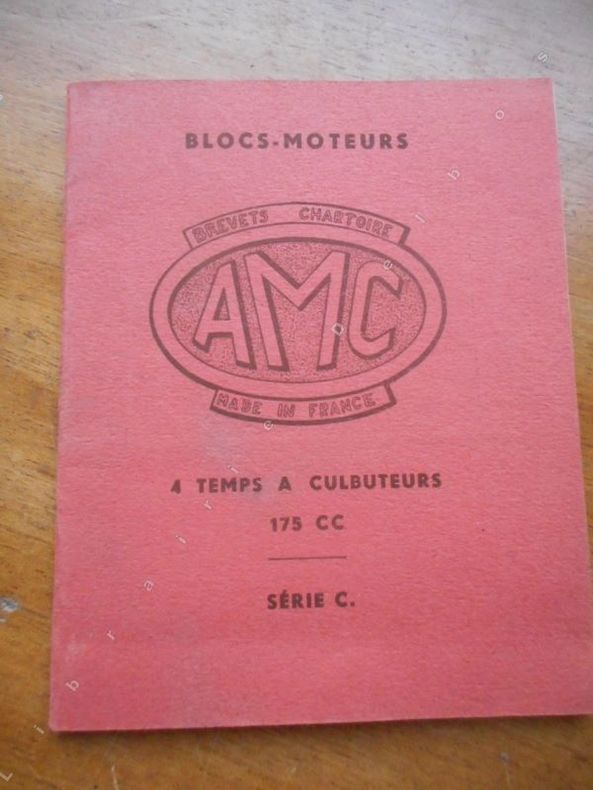 BLOCS-MOTEURS
BREVETS CHARTOIRE
AMC
MADE IN FRANCE
4 TEMPS A CULBUTEURS
175 CC
SÉRIE C.